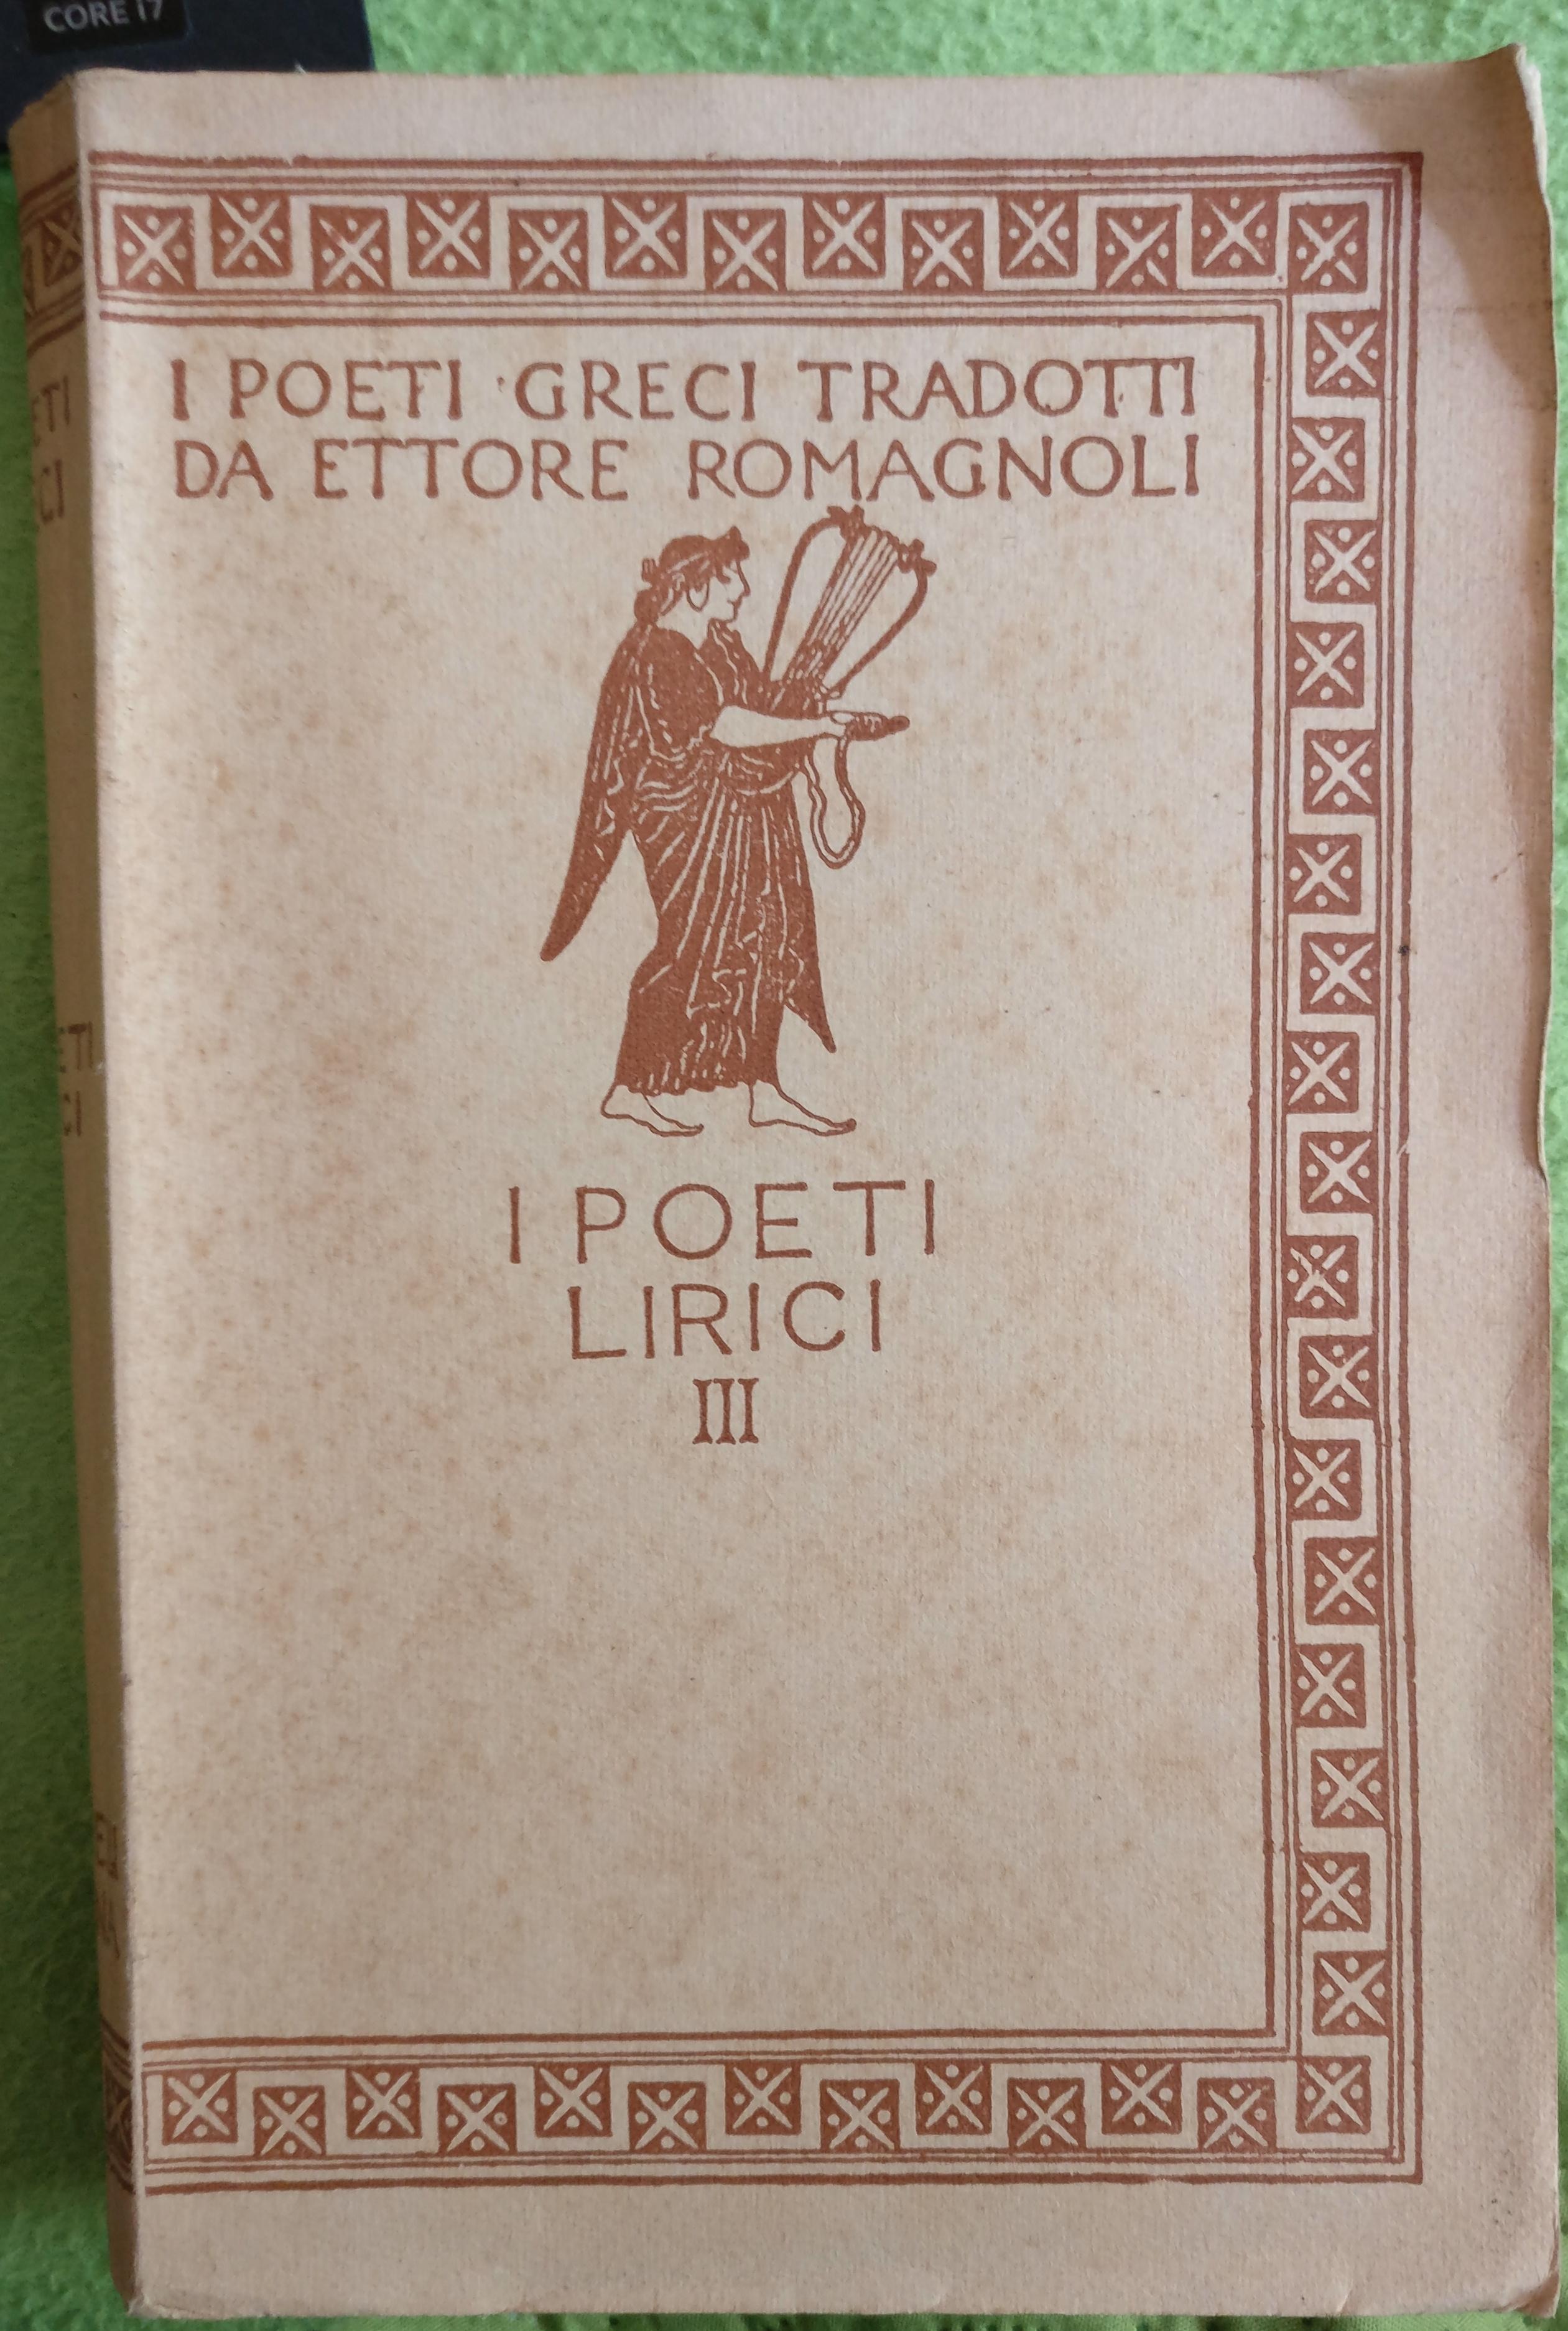 CORE i7
I POETI GRECI TRADOTTI
DA ETTORE ROMAGNOLI
I POETI
LIRICI
III